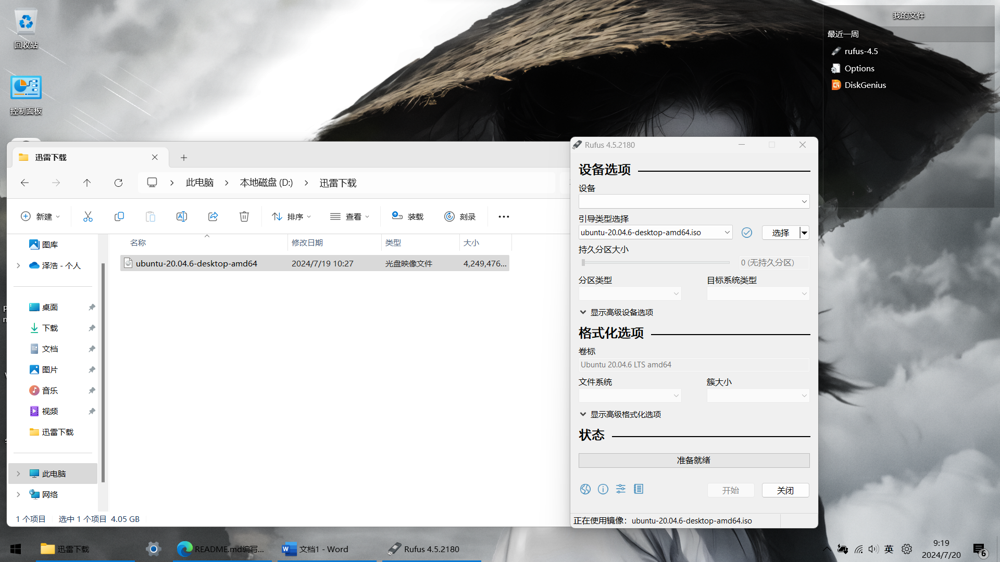 回收站
控制面板
我的文件
最近一周
rufus-4.5
Options
DiskGenius
迅雷下载
此电脑 本地磁盘 (D:) 迅雷下载
新建 排序 查看 装载 刻录
名称 修改日期 类型 大小
ubuntu-20.04.6-desktop-amd64 2024/7/19 10:27 光盘映像文件 4,249,476...
图库
泽浩 - 个人
桌面
下载
文档
图片
音乐
视频
迅雷下载
此电脑
网络
1 个项目 选中 1 个项目 4.05 GB
Rufus 4.5.2180
设备选项
设备
引导类型选择
ubuntu-20.04.6-desktop-amd64.iso 选择
持久分区大小
0 (无持久分区)
分区类型 目标系统类型
显示高级设备选项
格式化选项
卷标
Ubuntu 20.04.6 LTS amd64
文件系统 簇大小
显示高级格式化选项
状态
准备就绪
开始 关闭
正在使用镜像：ubuntu-20.04.6-desktop-amd64.iso
迅雷下载 README.md编写... 文档1 - Word Rufus 4.5.2180 英
9:19
2024/7/20
6